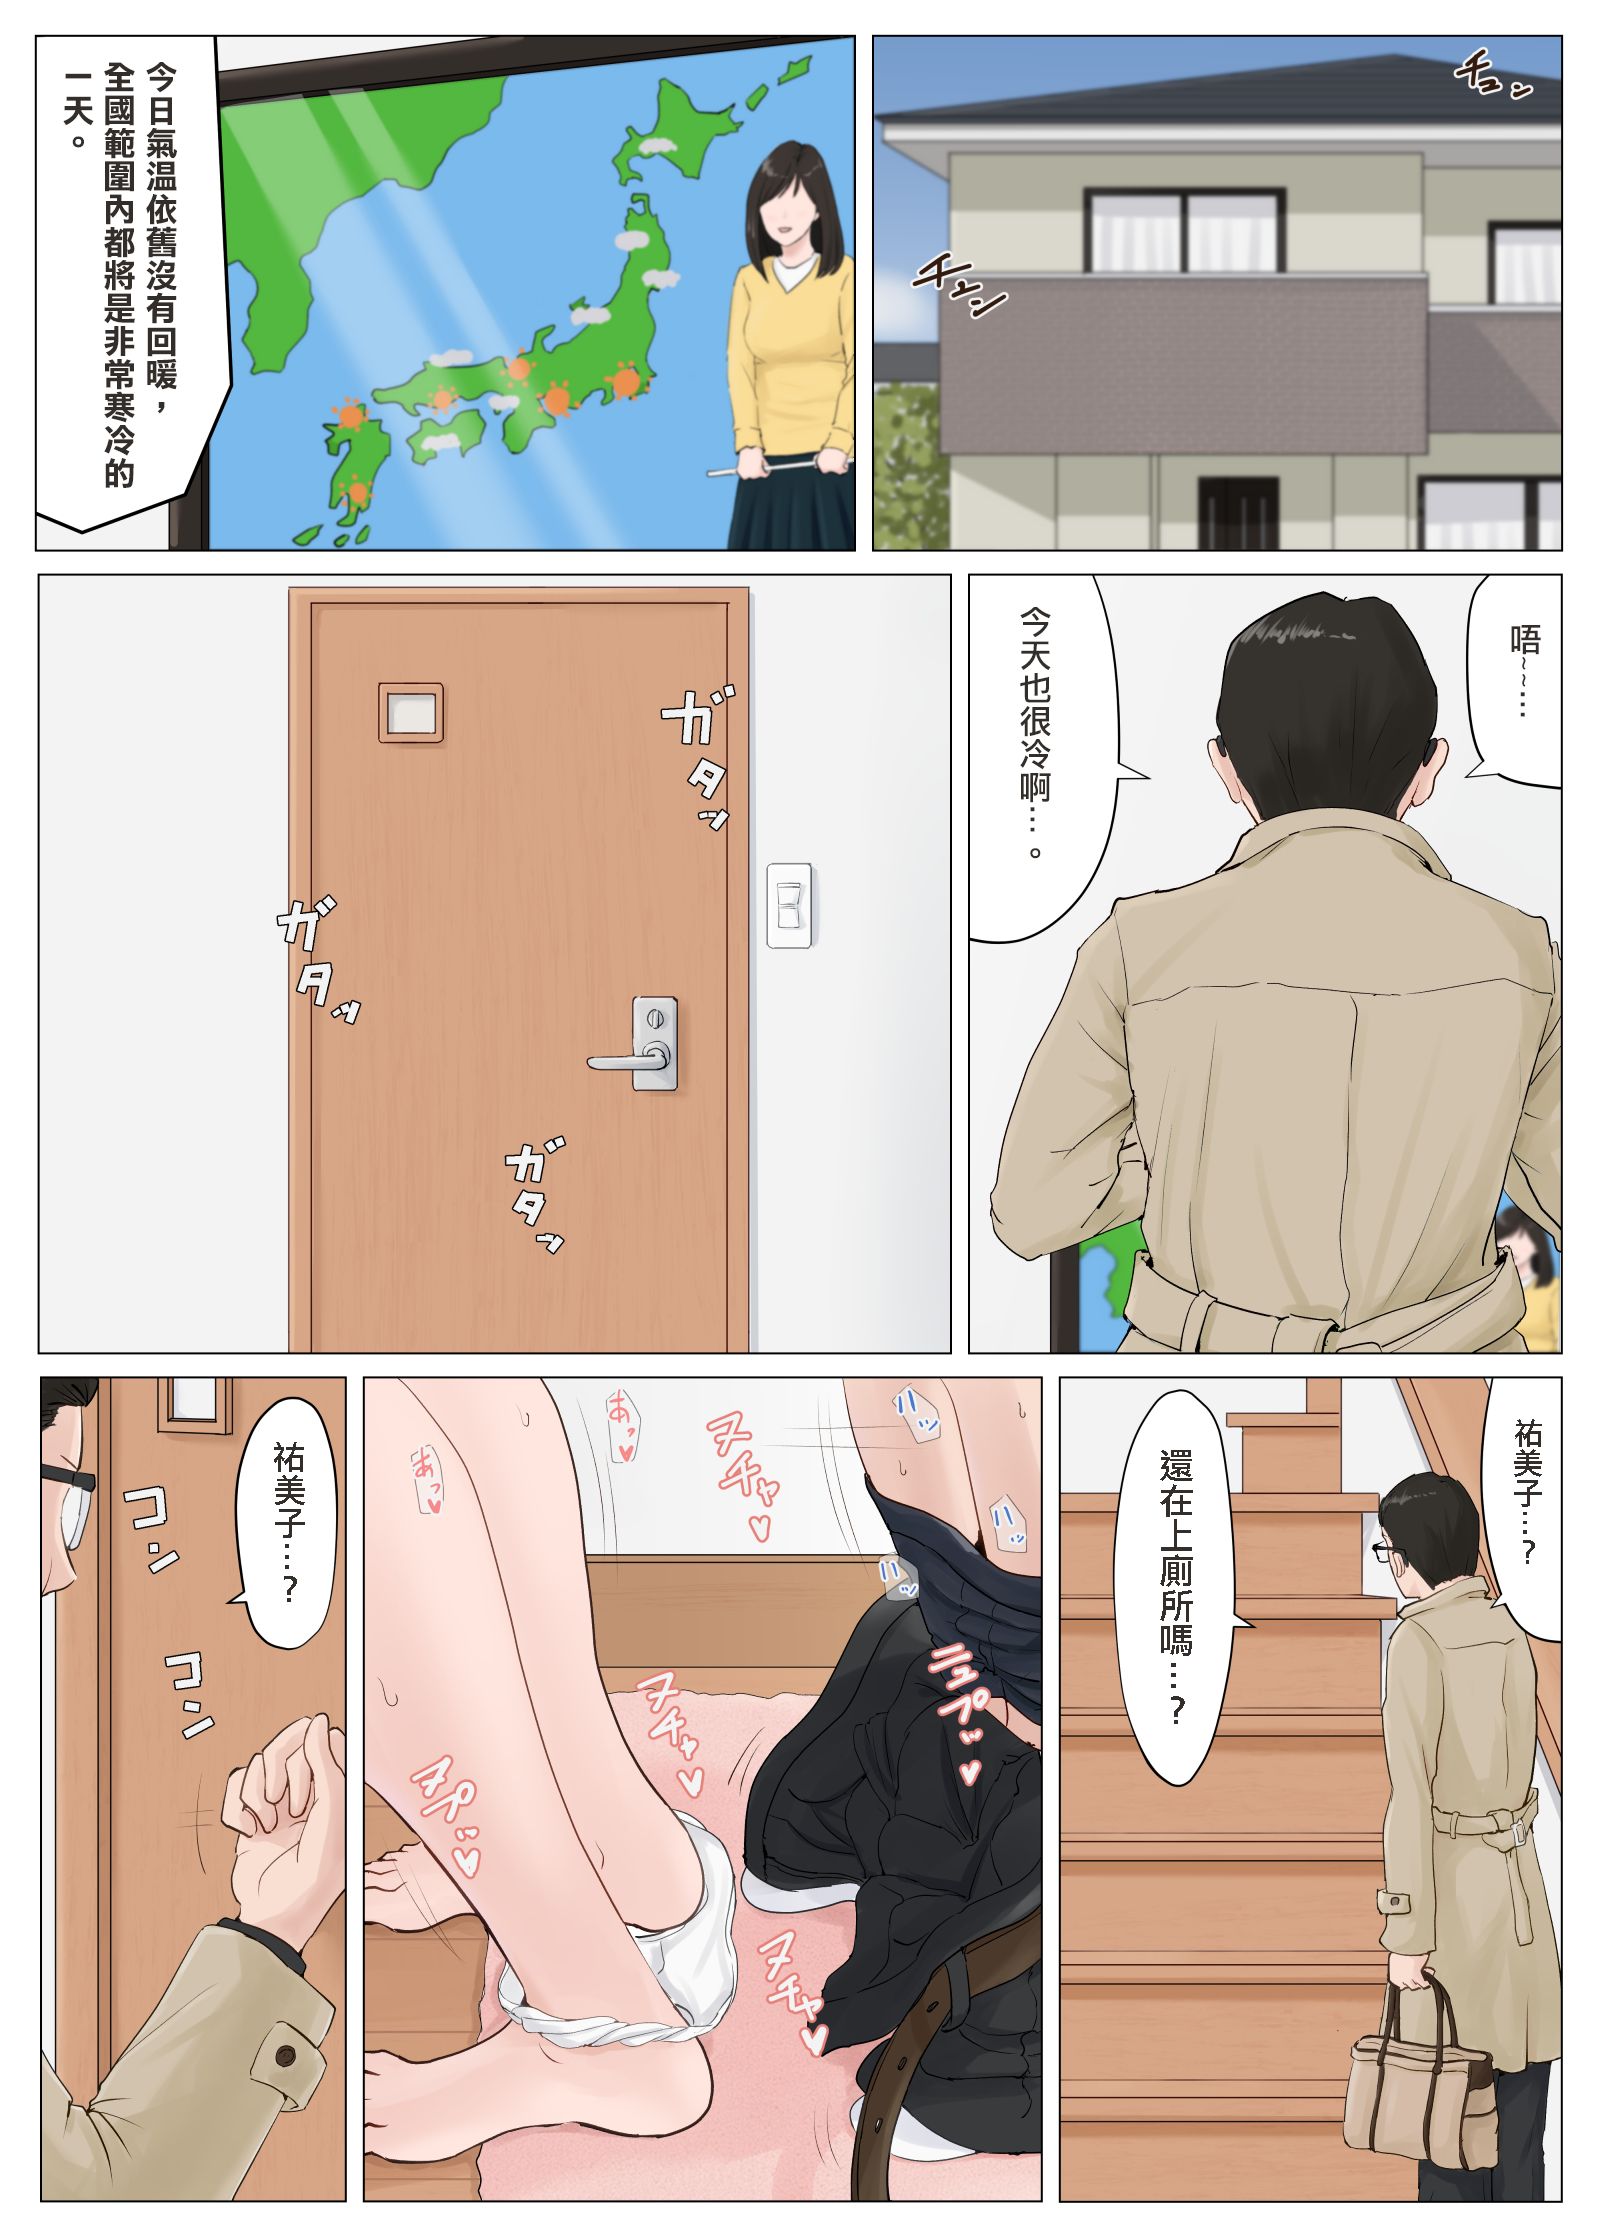 チュン
チュン
今日氣温依舊沒有回暖，
全國範圍內都將是非常寒冷的
一天。
唔~~…
今天也很冷啊…。
ガタッ
ガタッ
ガタッ
祐美子…？
還在上廁所嗎…？
ハッ
ハッ
ハッ
あっ♥
あっ♥
ヌチャ♥
ニュプッ♥
ヌチャ♥
ヌプッ♥
ヌチャ♥
祐美子…？
コン
コン